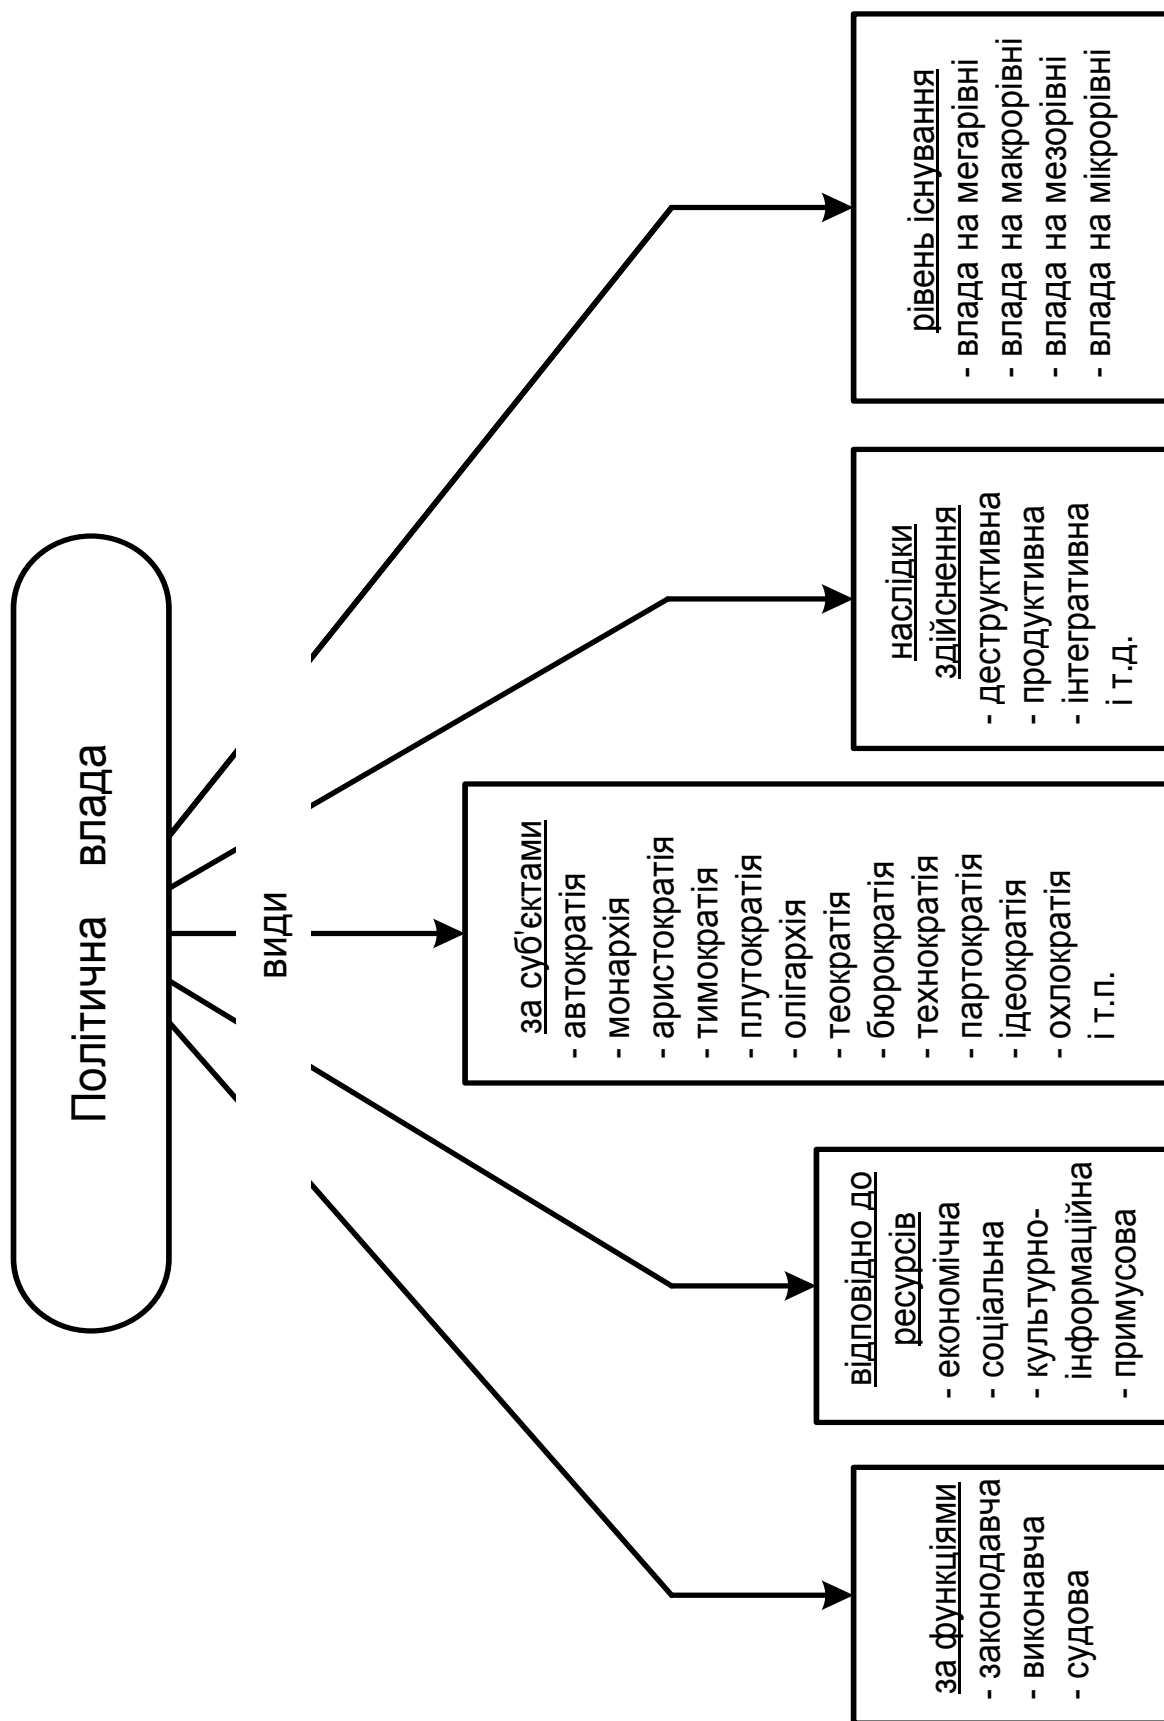 Політична влада
види
за функціями
- законодавча
- виконавча
- судова
відповідно до
ресурсів
- економічна
- соціальна
- культурно-
інформаційна
- примусова
за суб'єктами
- автократія
- монархія
- аристократія
- тимократія
- плутократія
- олігархія
- теократія
- бюрократія
- технократія
- партократія
- ідеократія
- охлократія
і т.п.
наслідки
здійснення
- деструктивна
- продуктивна
- інтегративна
і т.д.
рівень існування
- влада на мегарівні
- влада на макрорівні
- влада на мезорівні
- влада на мікрорівні